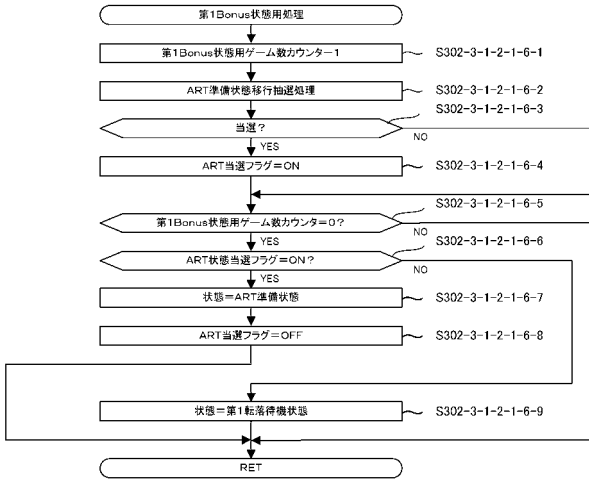 第1Bonus状態用処理
第1Bonus状態用ゲーム数カウンター1
S302-3-1-2-1-6-1
ART準備状態移行抽選処理
S302-3-1-2-1-6-2
S302-3-1-2-1-6-3
当選?
NO
YES
ART当選フラグ=ON
S302-3-1-2-1-6-4
S302-3-1-2-1-6-5
第1Bonus状態用ゲーム数カウンタ=0?
NO
YES
S302-3-1-2-1-6-6
ART状態当選フラグ=ON?
NO
YES
状態=ART準備状態
S302-3-1-2-1-6-7
ART当選フラグ=OFF
S302-3-1-2-1-6-8
状態=第1転落待機状態
S302-3-1-2-1-6-9
RET